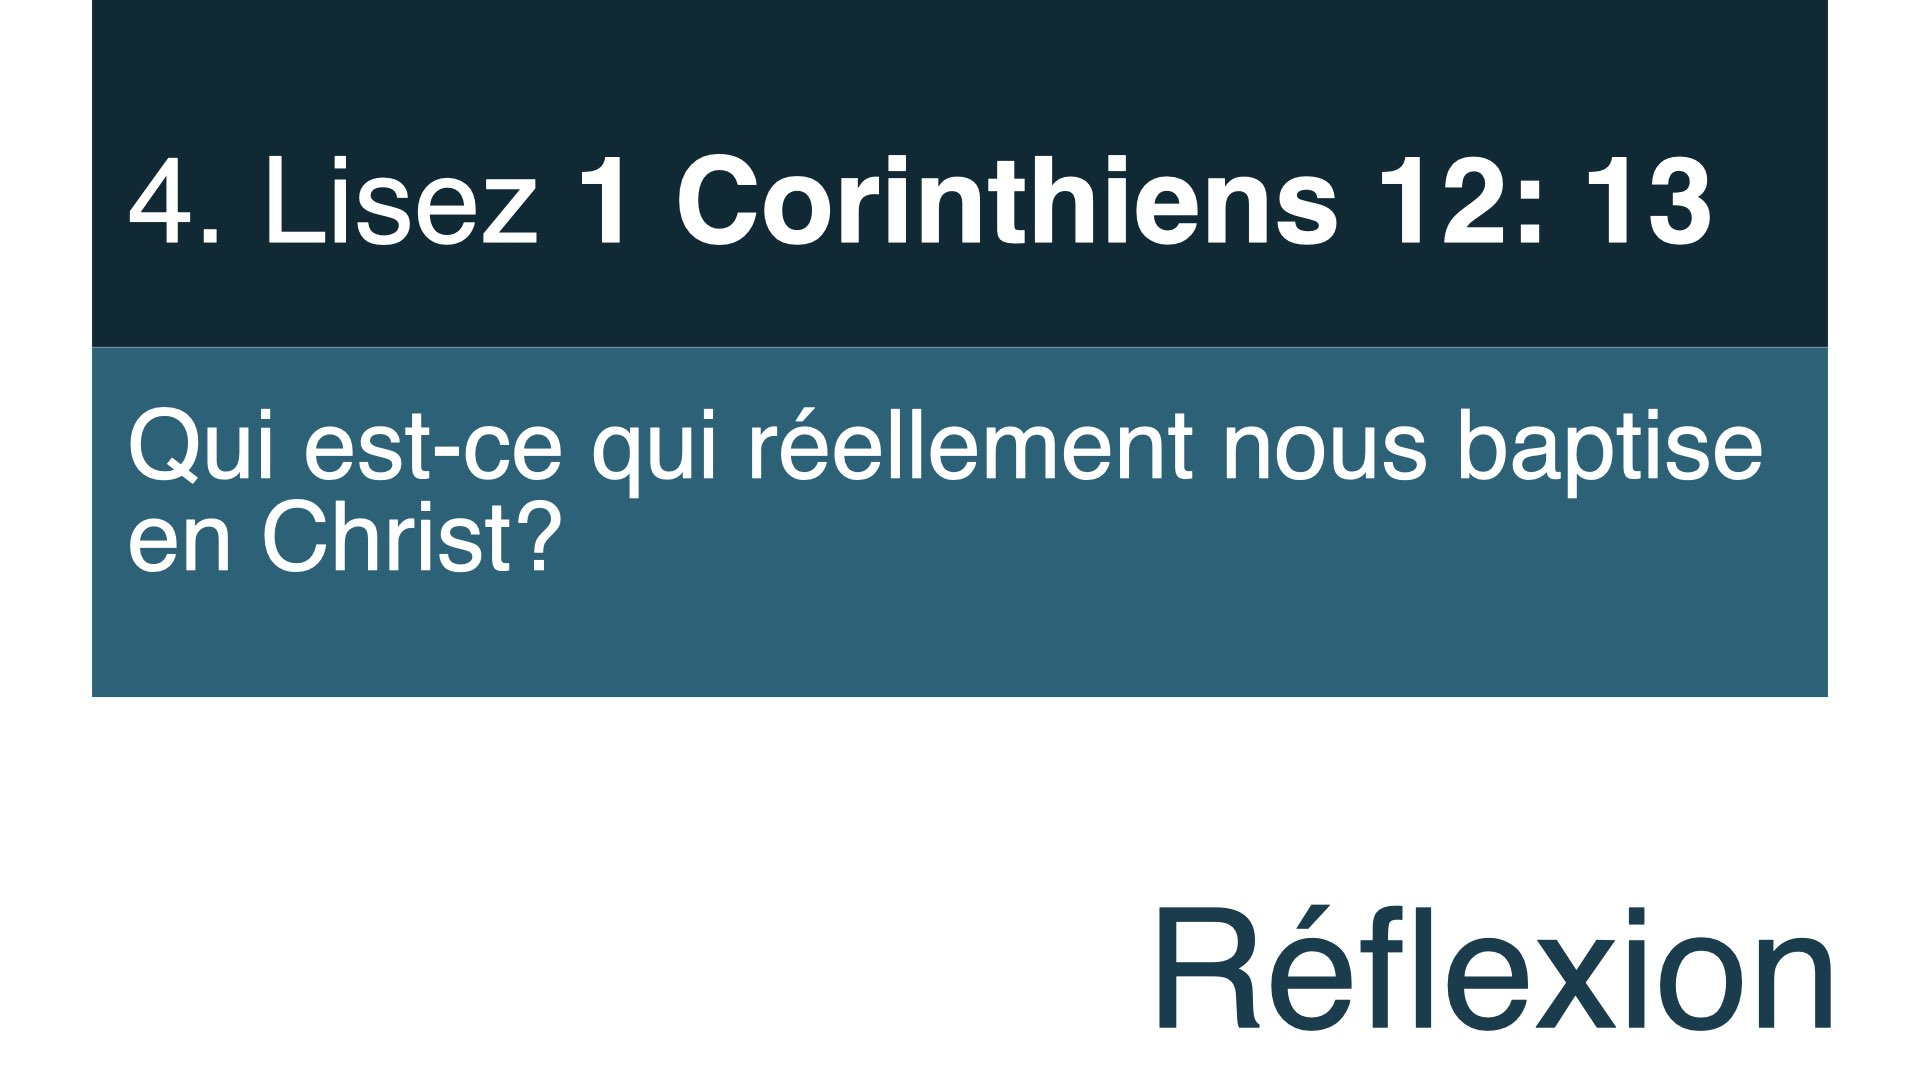 4. Lisez 1 Corinthiens 12: 13
Qui est-ce qui réellement nous baptise
en Christ?
Réflexion